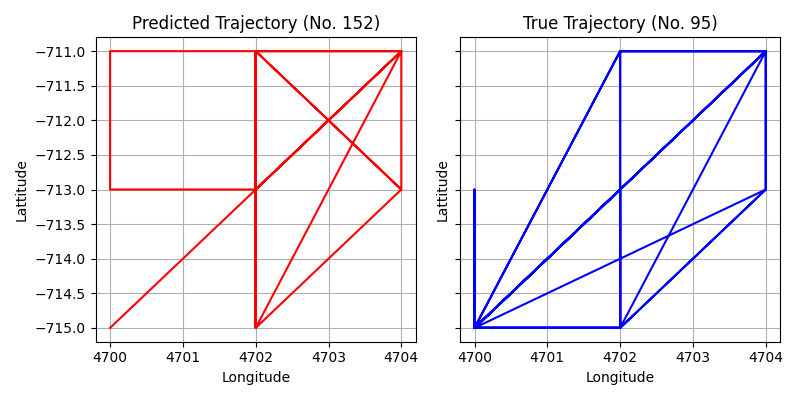 Predicted Trajectory (No. 152)
True Trajectory (No. 95)
Lattitude
−711.0
−711.5
−712.0
−712.5
−713.0
−713.5
−714.0
−714.5
−715.0
4700 4701 4702 4703 4704
Longitude
Lattitude
4700 4701 4702 4703 4704
Longitude